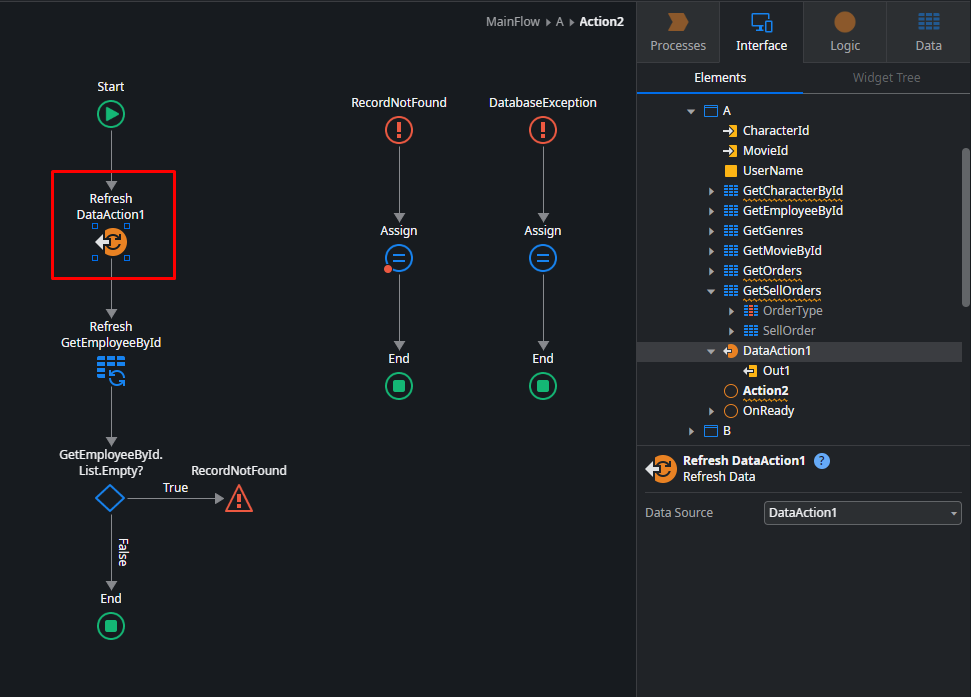 MainFlow ▸ A ▸ Action2
Start
Refresh
DataAction1
Refresh
GetEmployeeById
GetEmployeeById.
List.Empty?
True
RecordNotFound
False
End
RecordNotFound
Assign
End
DatabaseException
Assign
End
Processes
Interface
Logic
Data
Elements
Widget Tree
A
CharacterId
MovieId
UserName
GetCharacterById
GetEmployeeById
GetGenres
GetMovieById
GetOrders
GetSellOrders
OrderType
SellOrder
DataAction1
Out1
Action2
OnReady
B
Refresh DataAction1 ?
Refresh Data
Data Source
DataAction1